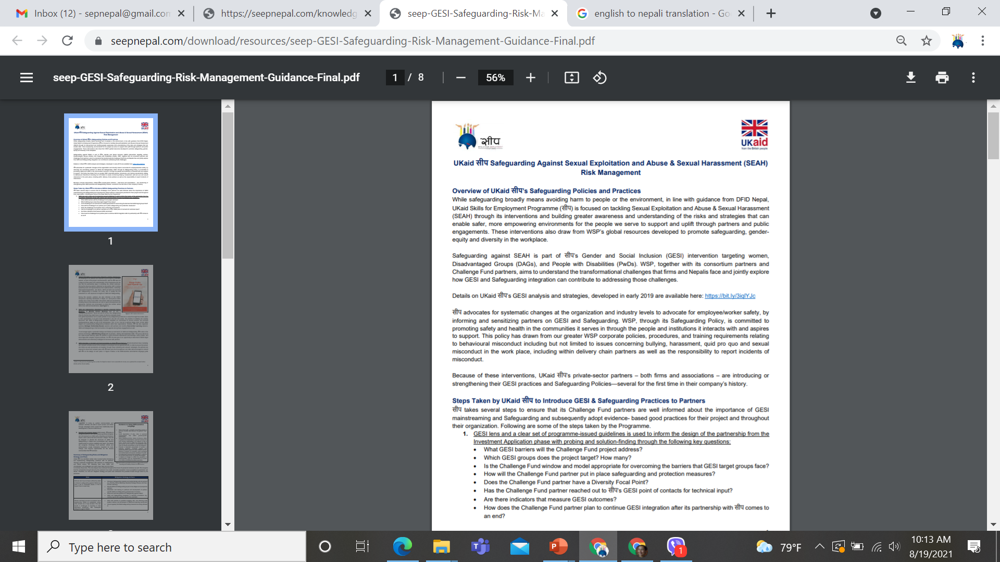 Inbox (12) - sepnepal@gmail.com
https://seepnepal.com/knowledg
seep-GESI-Safeguarding-Risk-Ma
english to nepali translation - Go
seepnepal.com/download/resources/seep-GESI-Safeguarding-Risk-Management-Guidance-Final.pdf
seep-GESI-Safeguarding-Risk-Management-Guidance-Final.pdf
1 / 8
56%
1
2
सीप
SKILLS FOR EMPLOYMENT PROGRAMME
UKaid
from the British people
UKaid सीप Safeguarding Against Sexual Exploitation and Abuse & Sexual Harassment (SEAH)
Risk Management
Overview of UKaid सीप's Safeguarding Policies and Practices
While safeguarding broadly means avoiding harm to people or the environment, in line with guidance from DFID Nepal,
UKaid Skills for Employment Programme (सीप) is focused on tackling Sexual Exploitation and Abuse & Sexual Harassment
(SEAH) through its interventions and building greater awareness and understanding of the risks and strategies that can
enable safer, more empowering environments for the people we serve to support and uplift through partners and public
engagements. These interventions also draw from WSP's global resources developed to promote safeguarding, gender-
equity and diversity in the workplace.
Safeguarding against SEAH is part of सीप's Gender and Social Inclusion (GESI) intervention targeting women,
Disadvantaged Groups (DAGs), and People with Disabilities (PwDs). WSP, together with its consortium partners and
Challenge Fund partners, aims to understand the transformational challenges that firms and Nepalis face and jointly explore
how GESI and Safeguarding integration can contribute to addressing those challenges.
Details on UKaid सीप's GESI analysis and strategies, developed in early 2019 are available here: https://bit.ly/3iqlYJc
सीप advocates for systematic changes at the organization and industry levels to advocate for employee/worker safety, by
informing and sensitizing partners on GESI and Safeguarding. WSP, through its Safeguarding Policy, is committed to
promoting safety and health in the communities it serves in through the people and institutions it interacts with and aspires
to support. This policy has drawn from our greater WSP corporate policies, procedures, and training requirements relating
to behavioural misconduct including but not limited to issues concerning bullying, harassment, quid pro quo and sexual
misconduct in the work place, including within delivery chain partners as well as the responsibility to report incidents of
misconduct.
Because of these interventions, UKaid सीप's private-sector partners – both firms and associations – are introducing or
strengthening their GESI practices and Safeguarding Policies—several for the first time in their company's history.
Steps Taken by UKaid सीप to Introduce GESI & Safeguarding Practices to Partners
सीप takes several steps to ensure that its Challenge Fund partners are well informed about the importance of GESI
mainstreaming and Safeguarding and subsequently adopt evidence- based good practices for their project and throughout
their organization. Following are some of the steps taken by the Programme.
1. GESI lens and a clear set of programme-issued guidelines is used to inform the design of the partnership from the
Investment Application phase with probing and solution-finding through the following key questions:
• What GESI barriers will the Challenge Fund project address?
• Which GESI groups does the project target? How many?
• Is the Challenge Fund window and model appropriate for overcoming the barriers that GESI target groups face?
• How will the Challenge Fund partner put in place safeguarding and protection measures?
• Does the Challenge Fund partner have a Diversity Focal Point?
• Has the Challenge Fund partner reached out to सीप's GESI point of contacts for technical input?
• Are there indicators that measure GESI outcomes?
• How does the Challenge Fund partner plan to continue GESI integration after its partnership with सीप comes to
an end?
Type here to search
1
79°F
10:13 AM
8/19/2021